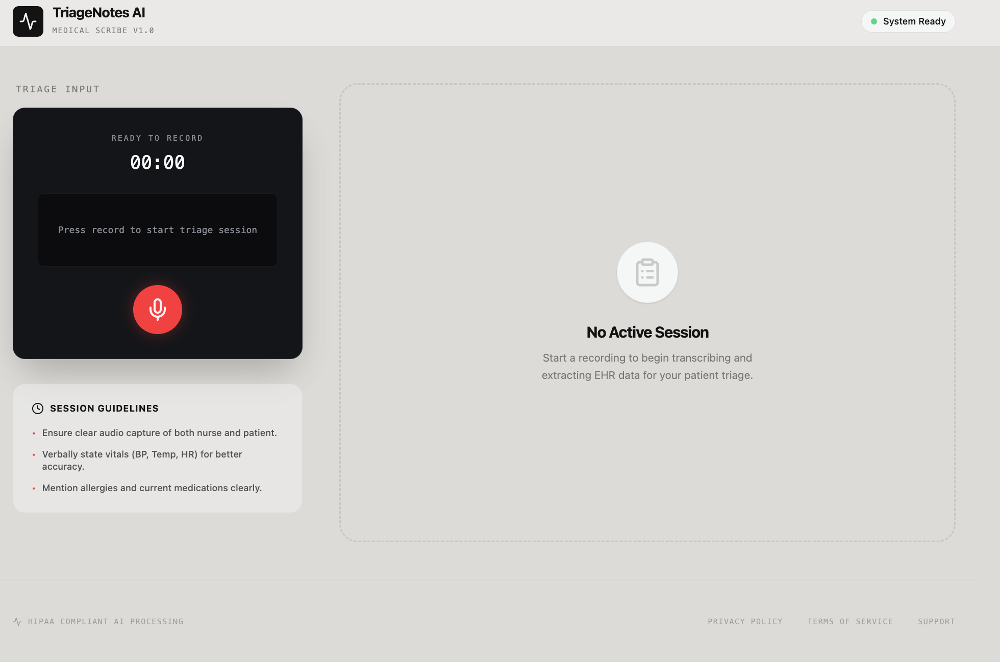 TriageNotes AI
MEDICAL SCRIBE V1.0
System Ready
TRIAGE INPUT
READY TO RECORD
00:00
Press record to start triage session
SESSION GUIDELINES
• Ensure clear audio capture of both nurse and patient.
• Verbally state vitals (BP, Temp, HR) for better
accuracy.
• Mention allergies and current medications clearly.
No Active Session
Start a recording to begin transcribing and
extracting EHR data for your patient triage.
HIPAA COMPLIANT AI PROCESSING
PRIVACY POLICY
TERMS OF SERVICE
SUPPORT